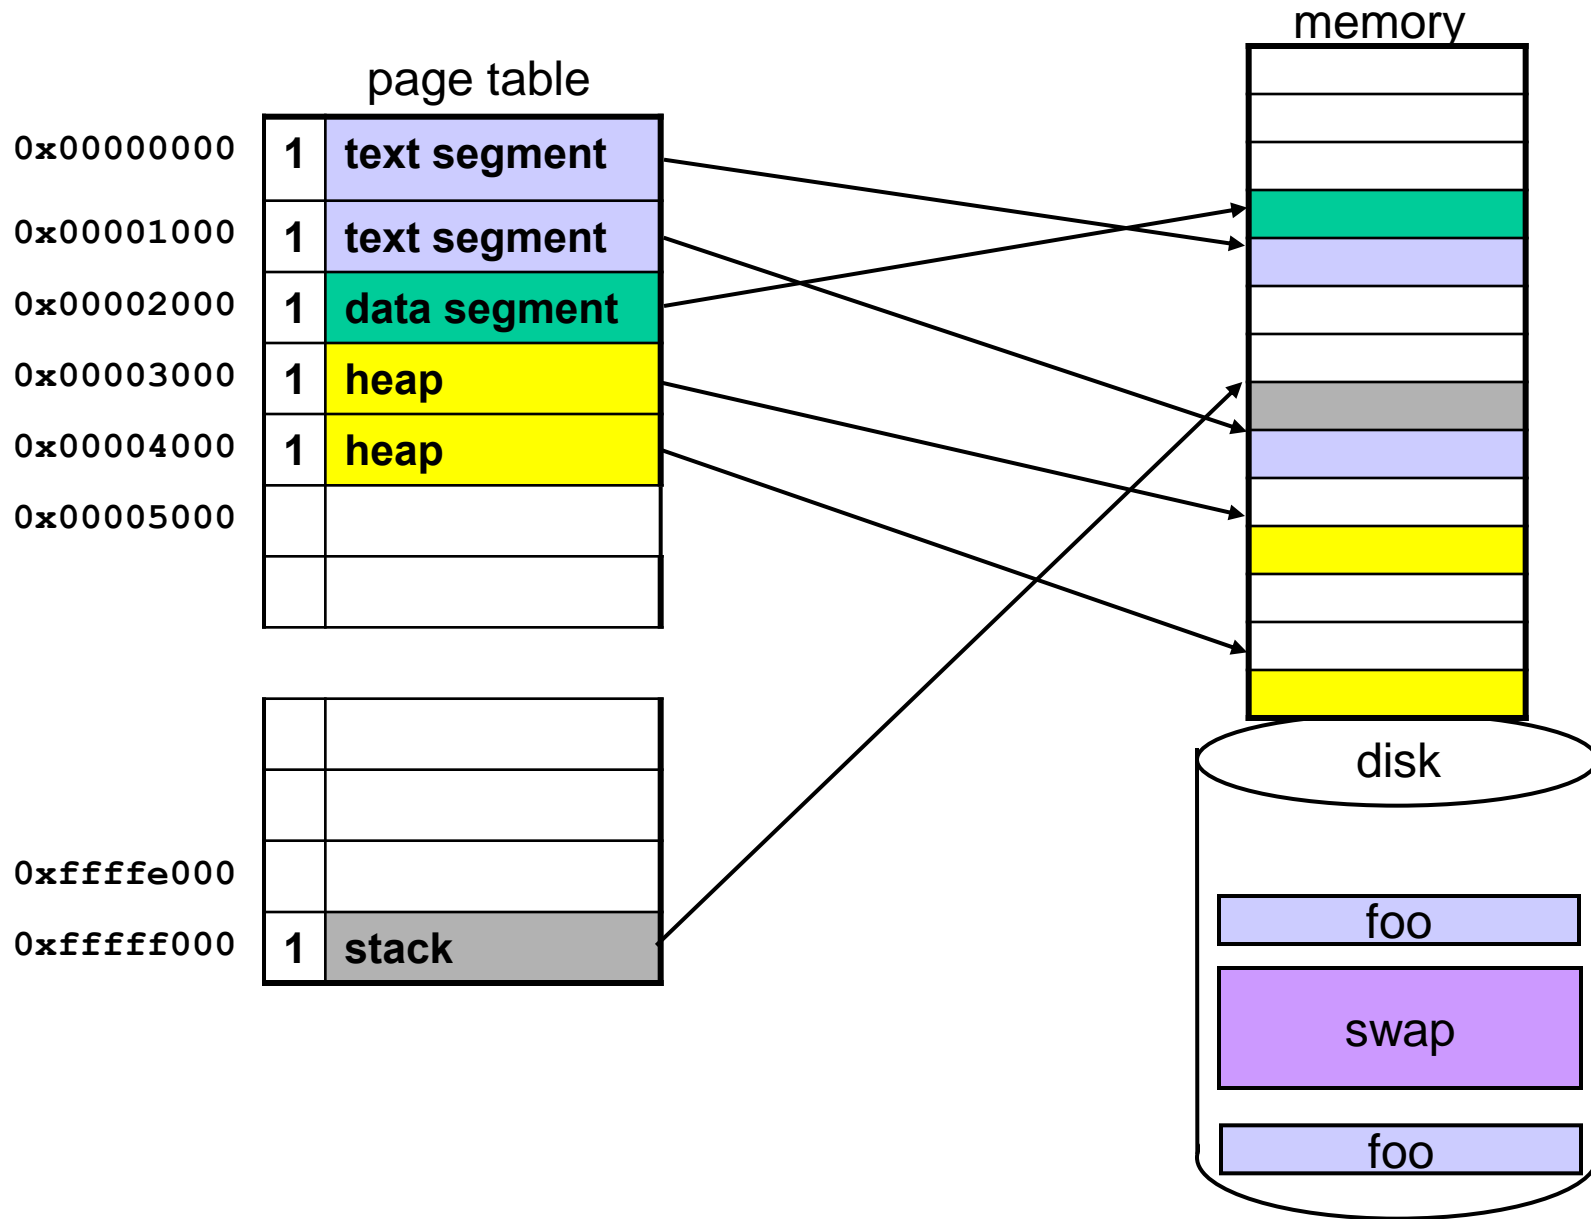 memory
page table
0x00000000 1 text segment
0x00001000 1 text segment
0x00002000 1 data segment
0x00003000 1 heap
0x00004000 1 heap
0x00005000
disk
0xffffe000
foo
0xfffff000 1 stack
swap
foo